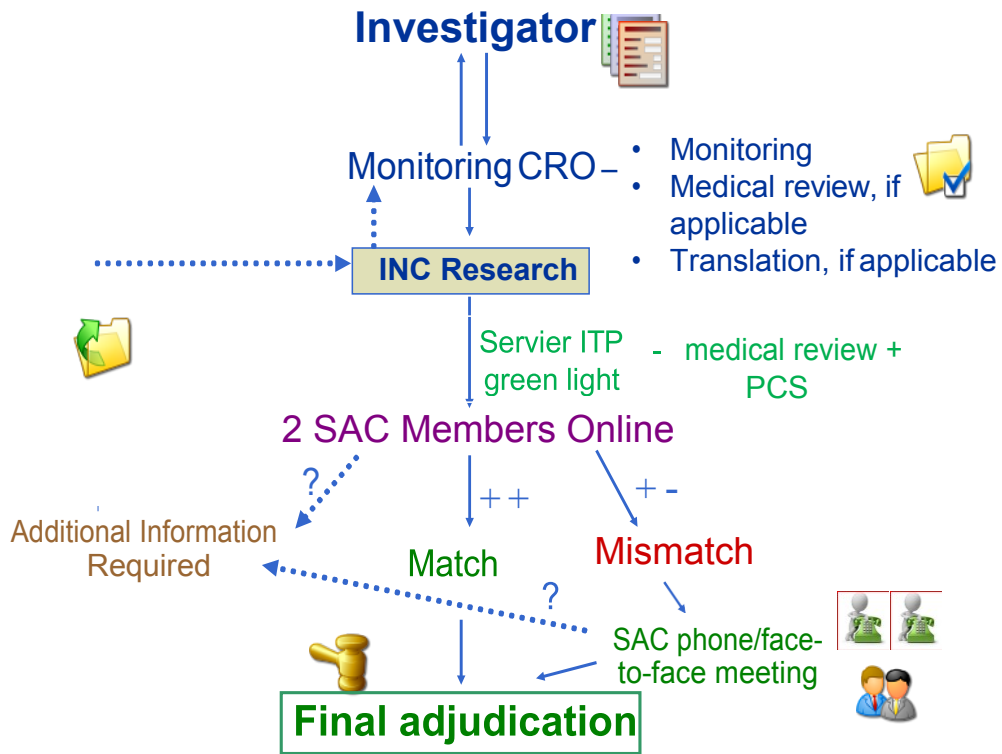 Investigator
Monitoring CRO –
• Monitoring
• Medical review, if
applicable
• Translation, if applicable
INC Research
Servier ITP
green light
- medical review +
PCS
2 SAC Members Online
?
+ +
+ -
Additional Information
Required
Match
Mismatch
?
SAC phone/face-
to-face meeting
Final adjudication